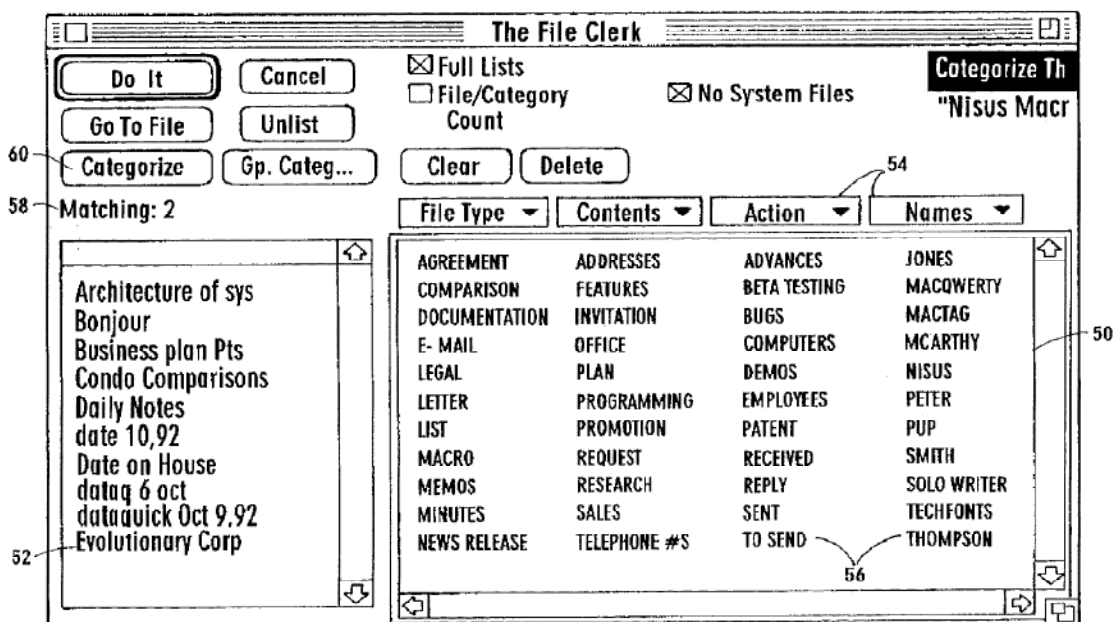 The File Clerk
Do It Cancel
Full Lists
File/Category
Count
No System Files
Categorize Th
"Nisus Macr
Go To File Unlist
60 Categorize Gp. Categ... Clear Delete
54
58 Matching: 2
File Type Contents Action Names
Architecture of sys
Bonjour
Business plan Pts
Condo Comparisons
Daily Notes
date 10,92
Date on House
dataq 6 oct
dataquick Oct 9,92
52 Evolutionary Corp
AGREEMENT ADDRESSES ADVANCES JONES
COMPARISON FEATURES BETA TESTING MACQWERTY
DOCUMENTATION INVITATION BUGS MACTAG
50
E- MAIL OFFICE COMPUTERS MCARTHY
LEGAL PLAN DEMOS NISUS
LETTER PROGRAMMING EMPLOYEES PETER
LIST PROMOTION PATENT PUP
MACRO REQUEST RECEIVED SMITH
MEMOS RESEARCH REPLY SOLO WRITER
MINUTES SALES SENT TECHFONTS
NEWS RELEASE TELEPHONE #S TO SEND THOMPSON
56